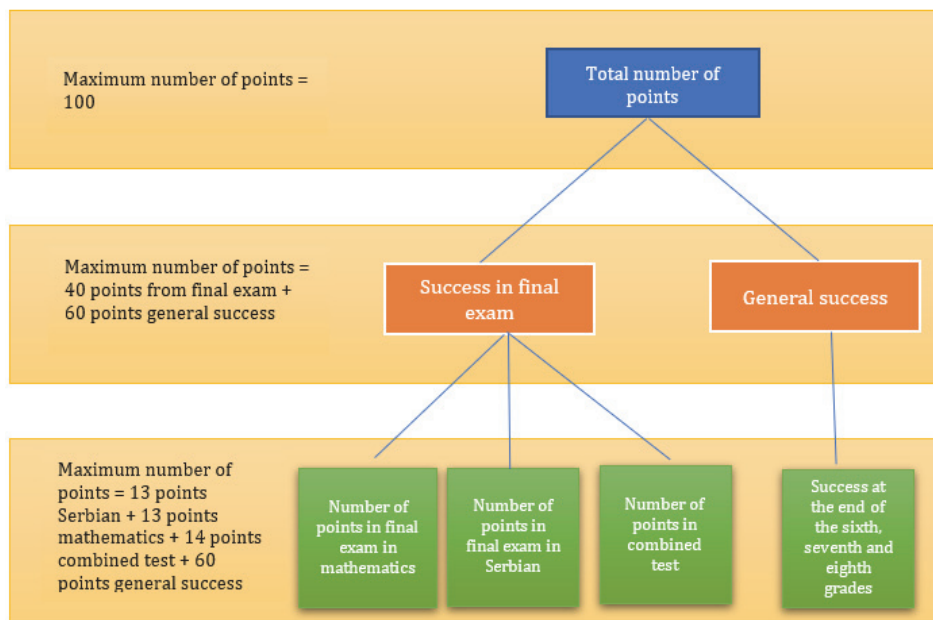 Maximum number of points =
100
Total number of
points
Maximum number of points =
40 points from final exam +
60 points general success
Success in final
exam
General success
Maximum number of
points = 13 points
Serbian + 13 points
mathematics + 14 points
combined test + 60
points general success
Number of
points in final
exam in
mathematics
Number of
points in
final exam in
Serbian
Number of
points in
combined
test
Success at
the end of
the sixth,
seventh and
eighth
grades